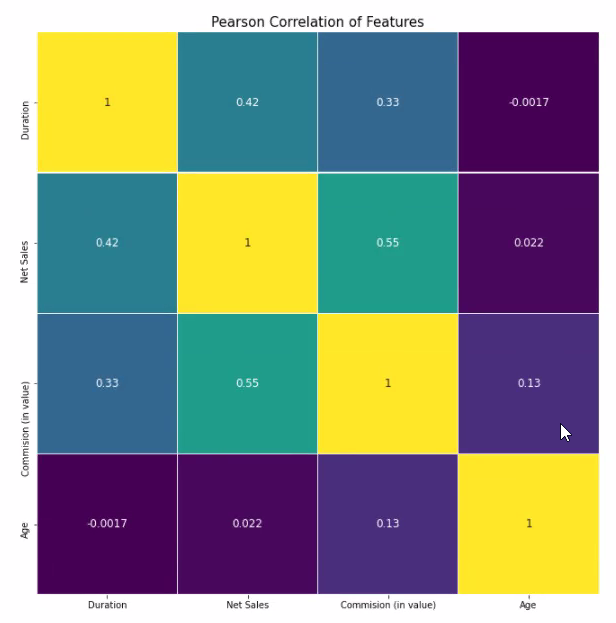 Pearson Correlation of Features
Duration
1
0.42
0.33
-0.0017
Net Sales
0.42
1
0.55
0.022
Commision (in value)
0.33
0.55
1
0.13
Age
-0.0017
0.022
0.13
1
Duration
Net Sales
Commision (in value)
Age